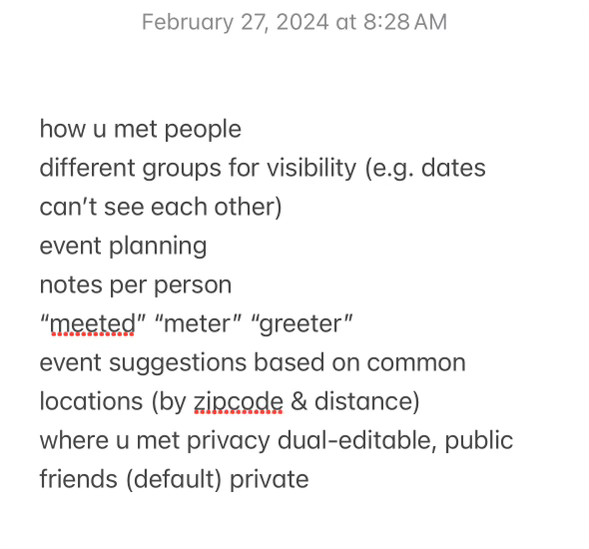 February 27, 2024 at 8:28 AM
how u met people
different groups for visibility (e.g. dates
can't see each other)
event planning
notes per person
“meeted” “meter” “greeter”
event suggestions based on common
locations (by zipcode & distance)
where u met privacy dual-editable, public
friends (default) private